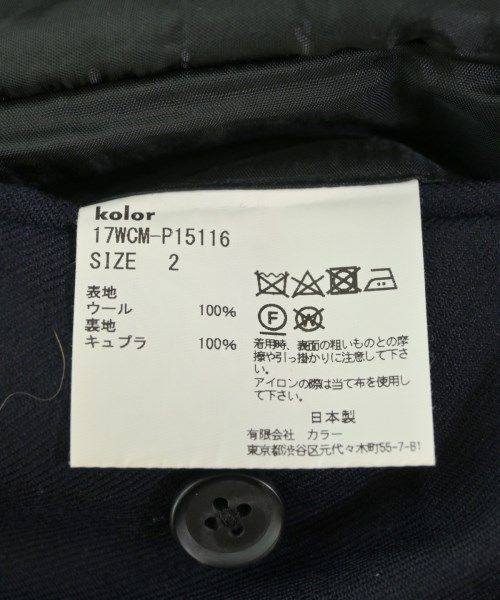 kolor
17WCM-P15116
SIZE 2
表地
ウール 100%
裏地
キュプラ 100%
F
W
着用時、表面の粗いものとの摩
擦や引っ掛かりに注意して下さ
い。
アイロンの際は当て布を使用し
て下さい。
日本製
有限会社 カラー
東京都渋谷区元代々木町55-7-B1